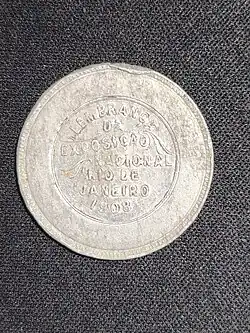 LEMBRANÇA
DA
EXPOSIÇÃO
NACIONAL
RIO DE
JANEIRO
1908